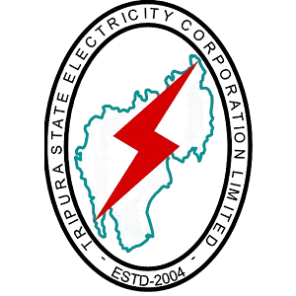 - TRIPURA STATE ELECTRICITY CORPORATION LIMITED -
ESTD-2004